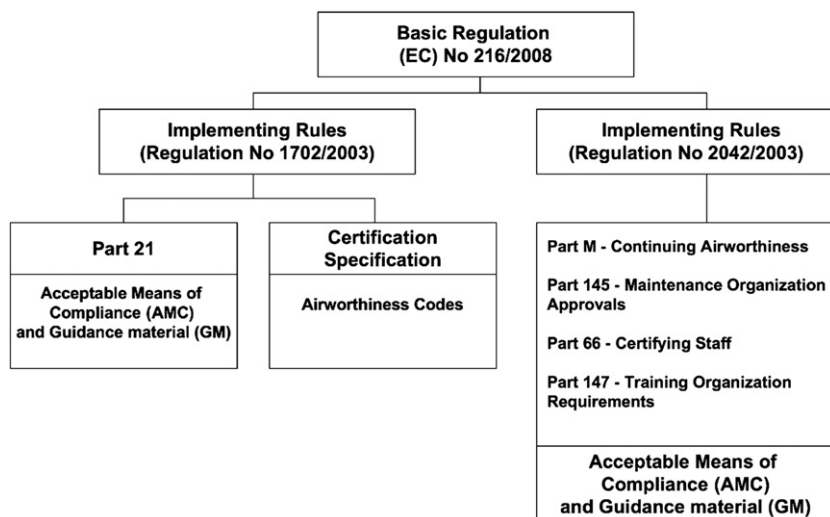 Basic Regulation
(EC) No 216/2008
Implementing Rules
(Regulation No 1702/2003)
Implementing Rules
(Regulation No 2042/2003)
Part 21
Acceptable Means of
Compliance (AMC)
and Guidance material (GM)
Certification
Specification
Airworthiness Codes
Part M - Continuing Airworthiness
Part 145 - Maintenance Organization
Approvals
Part 66 - Certifying Staff
Part 147 - Training Organization
Requirements
Acceptable Means of
Compliance (AMC)
and Guidance material (GM)